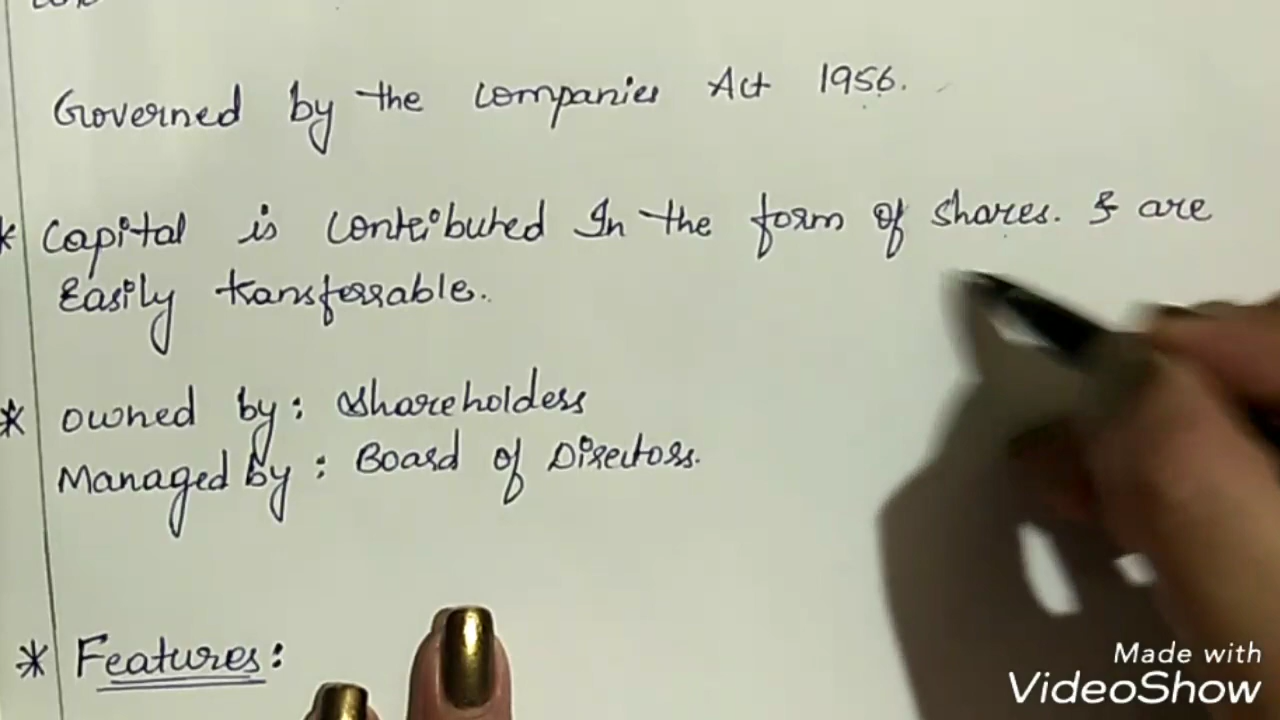 Governed by the Companies Act 1956.
* Capital is contributed In the form of shares. & are
Easily transferrable.
* Owned by: Shareholders
Managed by: Board of Directors.
* Features:
Made with
VideoShow